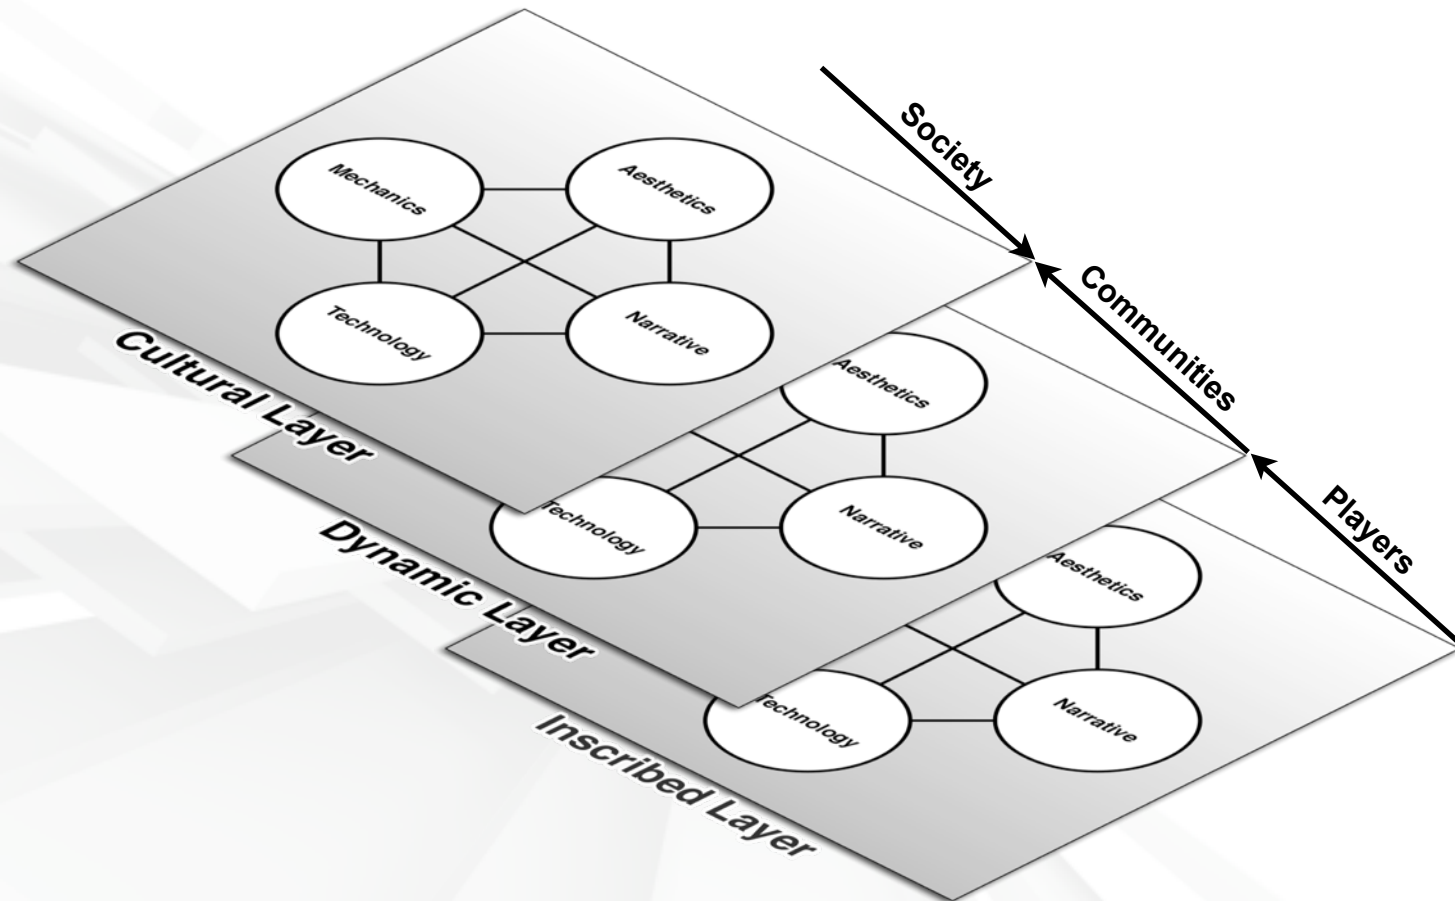 Society
Mechanics
Aesthetics
Technology
Narrative
Cultural Layer
Communities
Aesthetics
Technology
Narrative
Dynamic Layer
Players
Aesthetics
Technology
Narrative
Inscribed Layer